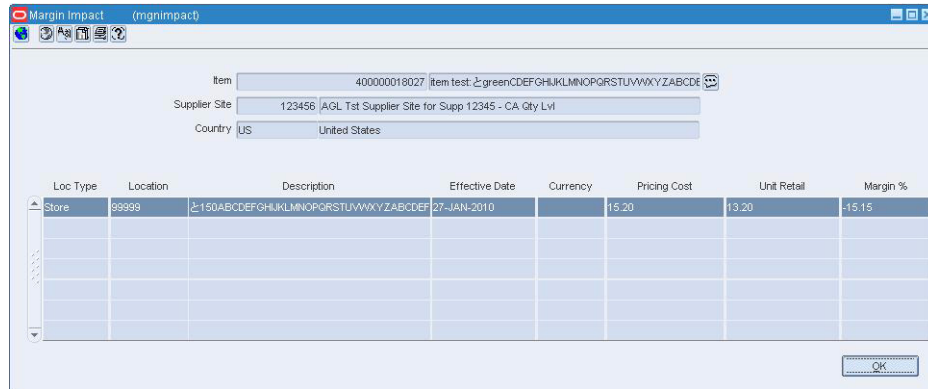 Margin Impact (mgnimpact)
Item 400000018027 item test:とgreenCDEFGHIJKLMNOPQRSTUVWXYZABCDE
Supplier Site 123456 AGL Tst Supplier Site for Supp 12345 - CA Qty Lvl
Country US United States
Loc Type Location Description Effective Date Currency Pricing Cost Unit Retail Margin %
Store 99999 と150ABCDEFGHIJKLMNOPQRSTUVWXYZABCDEF 27-JAN-2010 15.20 13.20 -15.15
OK